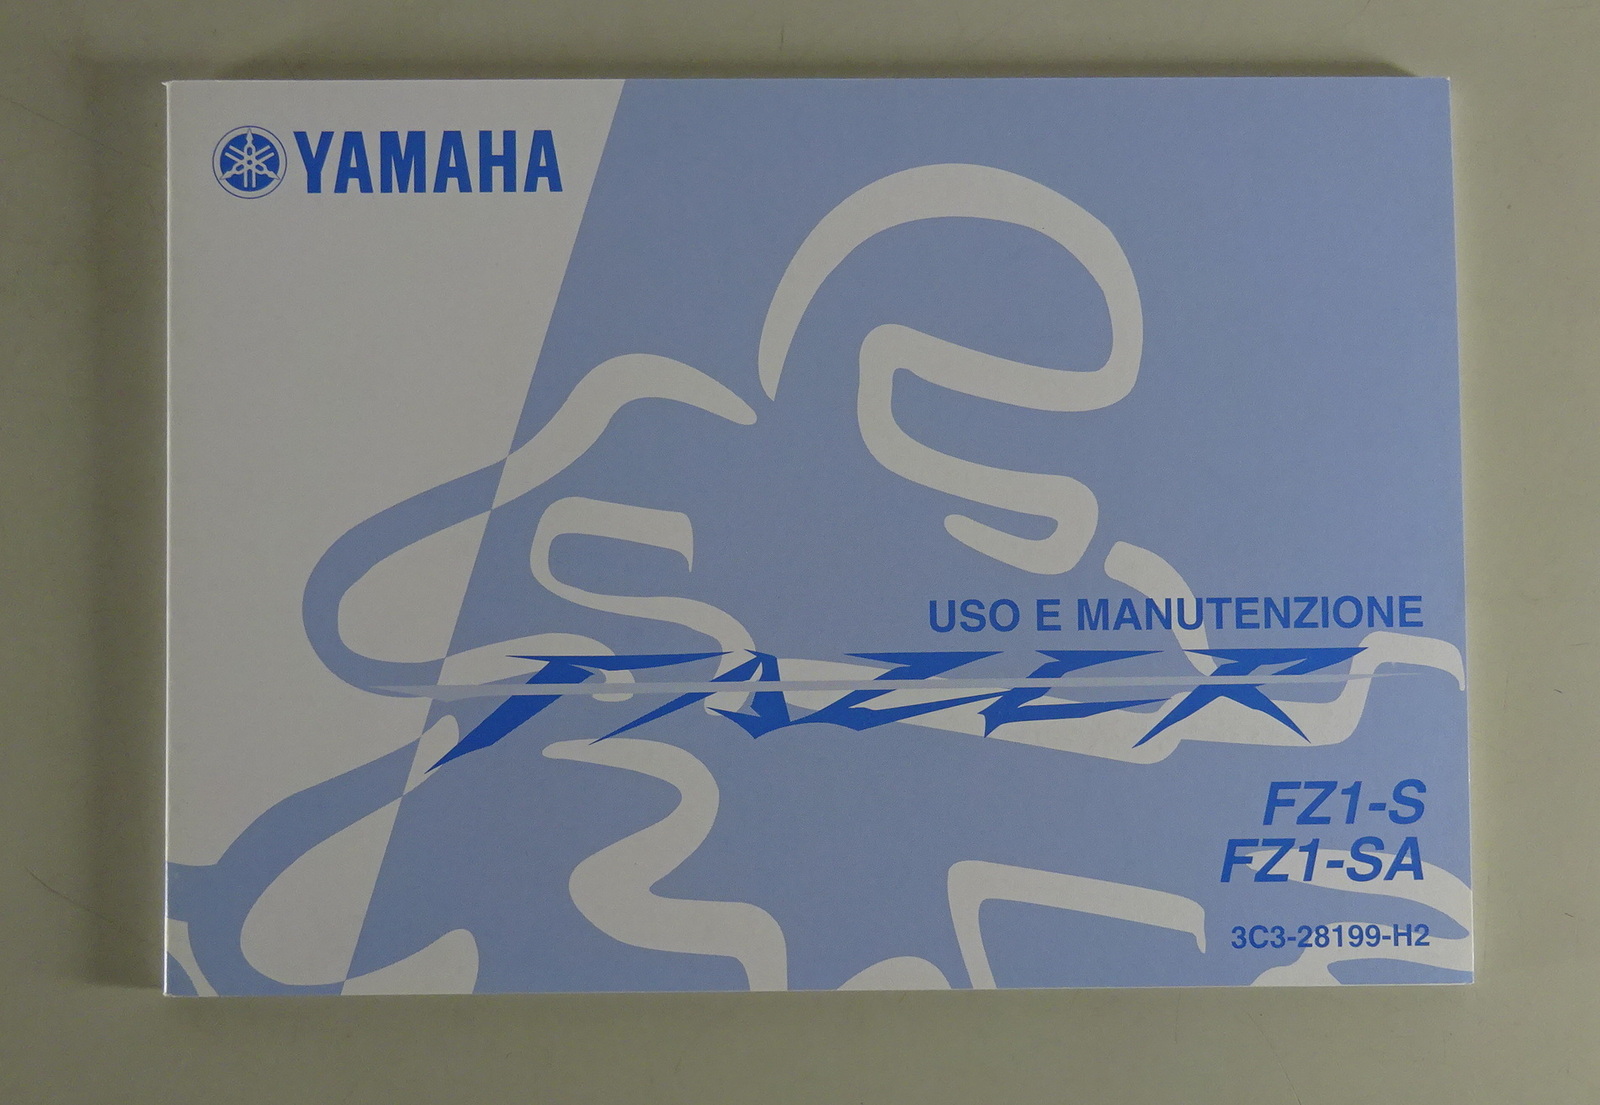 YAMAHA
USO E MANUTENZIONE
FAZER
FZ1-S
FZ1-SA
3C3-28199-H2